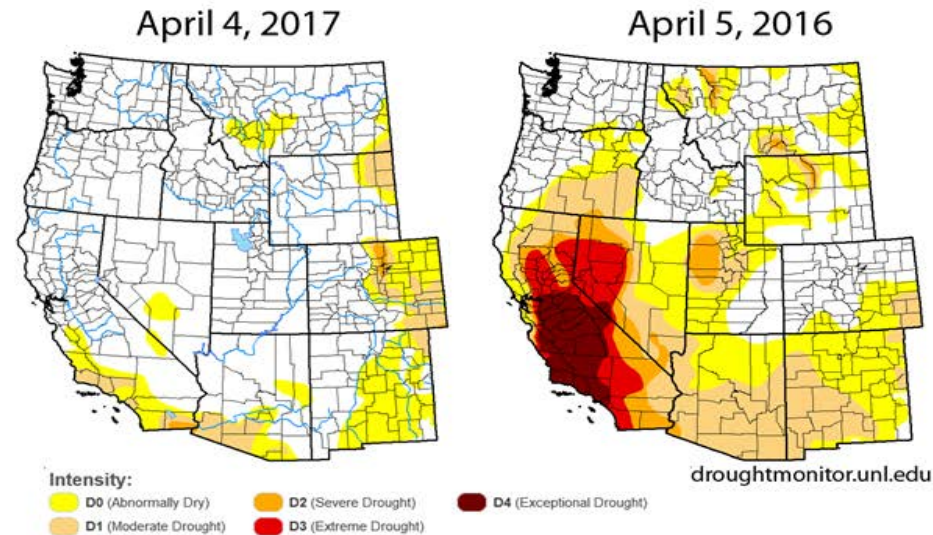 April 4, 2017
April 5, 2016
droughtmonitor.unl.edu
Intensity:
D0 (Abnormally Dry)
D2 (Severe Drought)
D4 (Exceptional Drought)
D1 (Moderate Drought)
D3 (Extreme Drought)